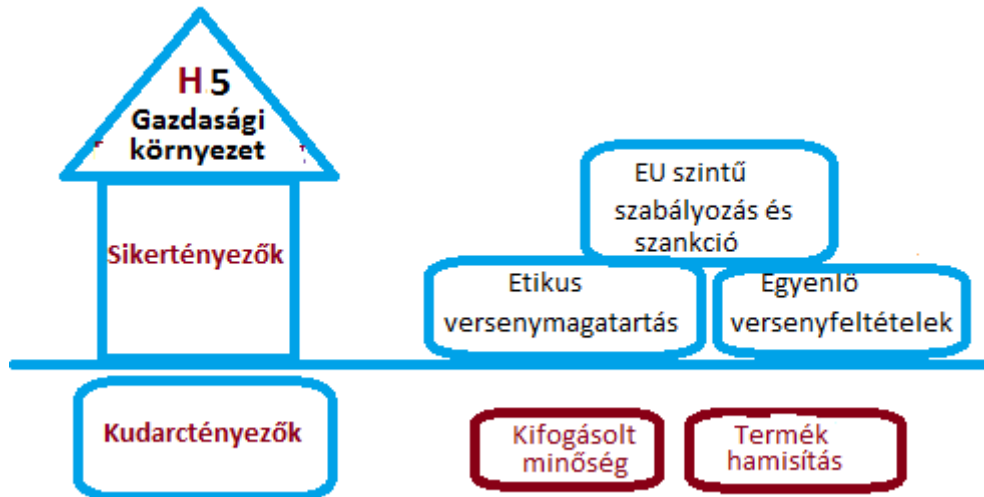 H 5
Gazdasági
környezet
Sikertényezők
EU szintű
szabályozás és
szankció
Etikus
versenymagatartás
Egyenlő
versenyfeltételek
Kudarctényezők
Kifogásolt
minőség
Termék
hamisítás